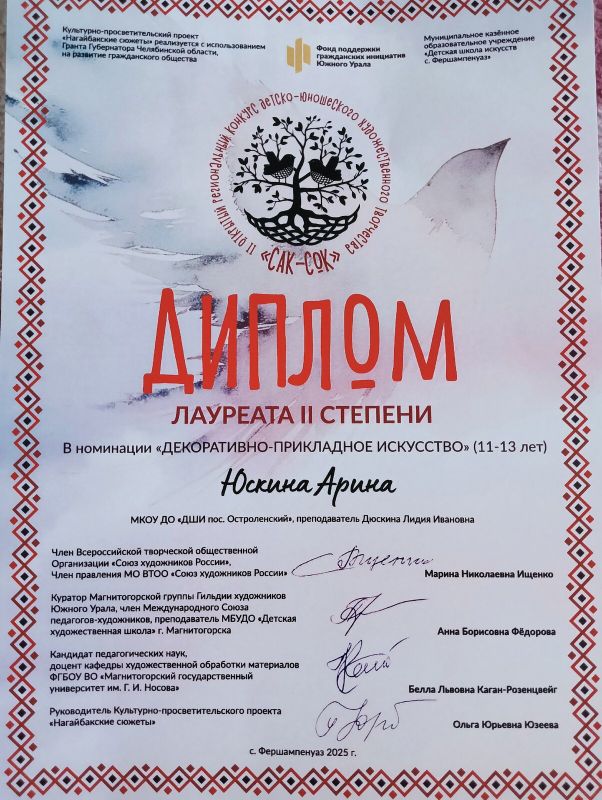 Культурно-просветительский проект
«Нагайбакские сюжеты» реализуется с использованием
Гранта Губернатора Челябинской области,
на развитие гражданского общества
Фонд поддержки
гражданских инициатив
Южного Урала
Муниципальное казённое
образовательное учреждение
«Детская школа искусств
с. Фершампенуаз»
II открытый региональный конкурс детско-юношеского художественного творчества
«САК-СОК»
ДИПЛОМ
ЛАУРЕАТА II СТЕПЕНИ
В номинации «ДЕКОРАТИВНО-ПРИКЛАДНОЕ ИСКУССТВО» (11-13 лет)
Юскина Арина
МКОУ ДО «ДШИ пос. Остроленский», преподаватель Дюскина Лидия Ивановна
Член Всероссийской творческой общественной
Организации «Союз художников России»,
Член правления МО ВТОО «Союз художников России»
Марина Николаевна Ищенко
Куратор Магнитогорской группы Гильдии художников
Южного Урала, член Международного Союза
педагогов-художников, преподаватель МБУДО «Детская
художественная школа» г. Магнитогорска
Анна Борисовна Фёдорова
Кандидат педагогических наук,
доцент кафедры художественной обработки материалов
ФГБОУ ВО «Магнитогорский государственный
университет им. Г. И. Носова»
Белла Львовна Каган-Розенцвейг
Руководитель Культурно-просветительского проекта
«Нагайбакские сюжеты»
Ольга Юрьевна Юзеева
с. Фершампенуаз 2025 г.